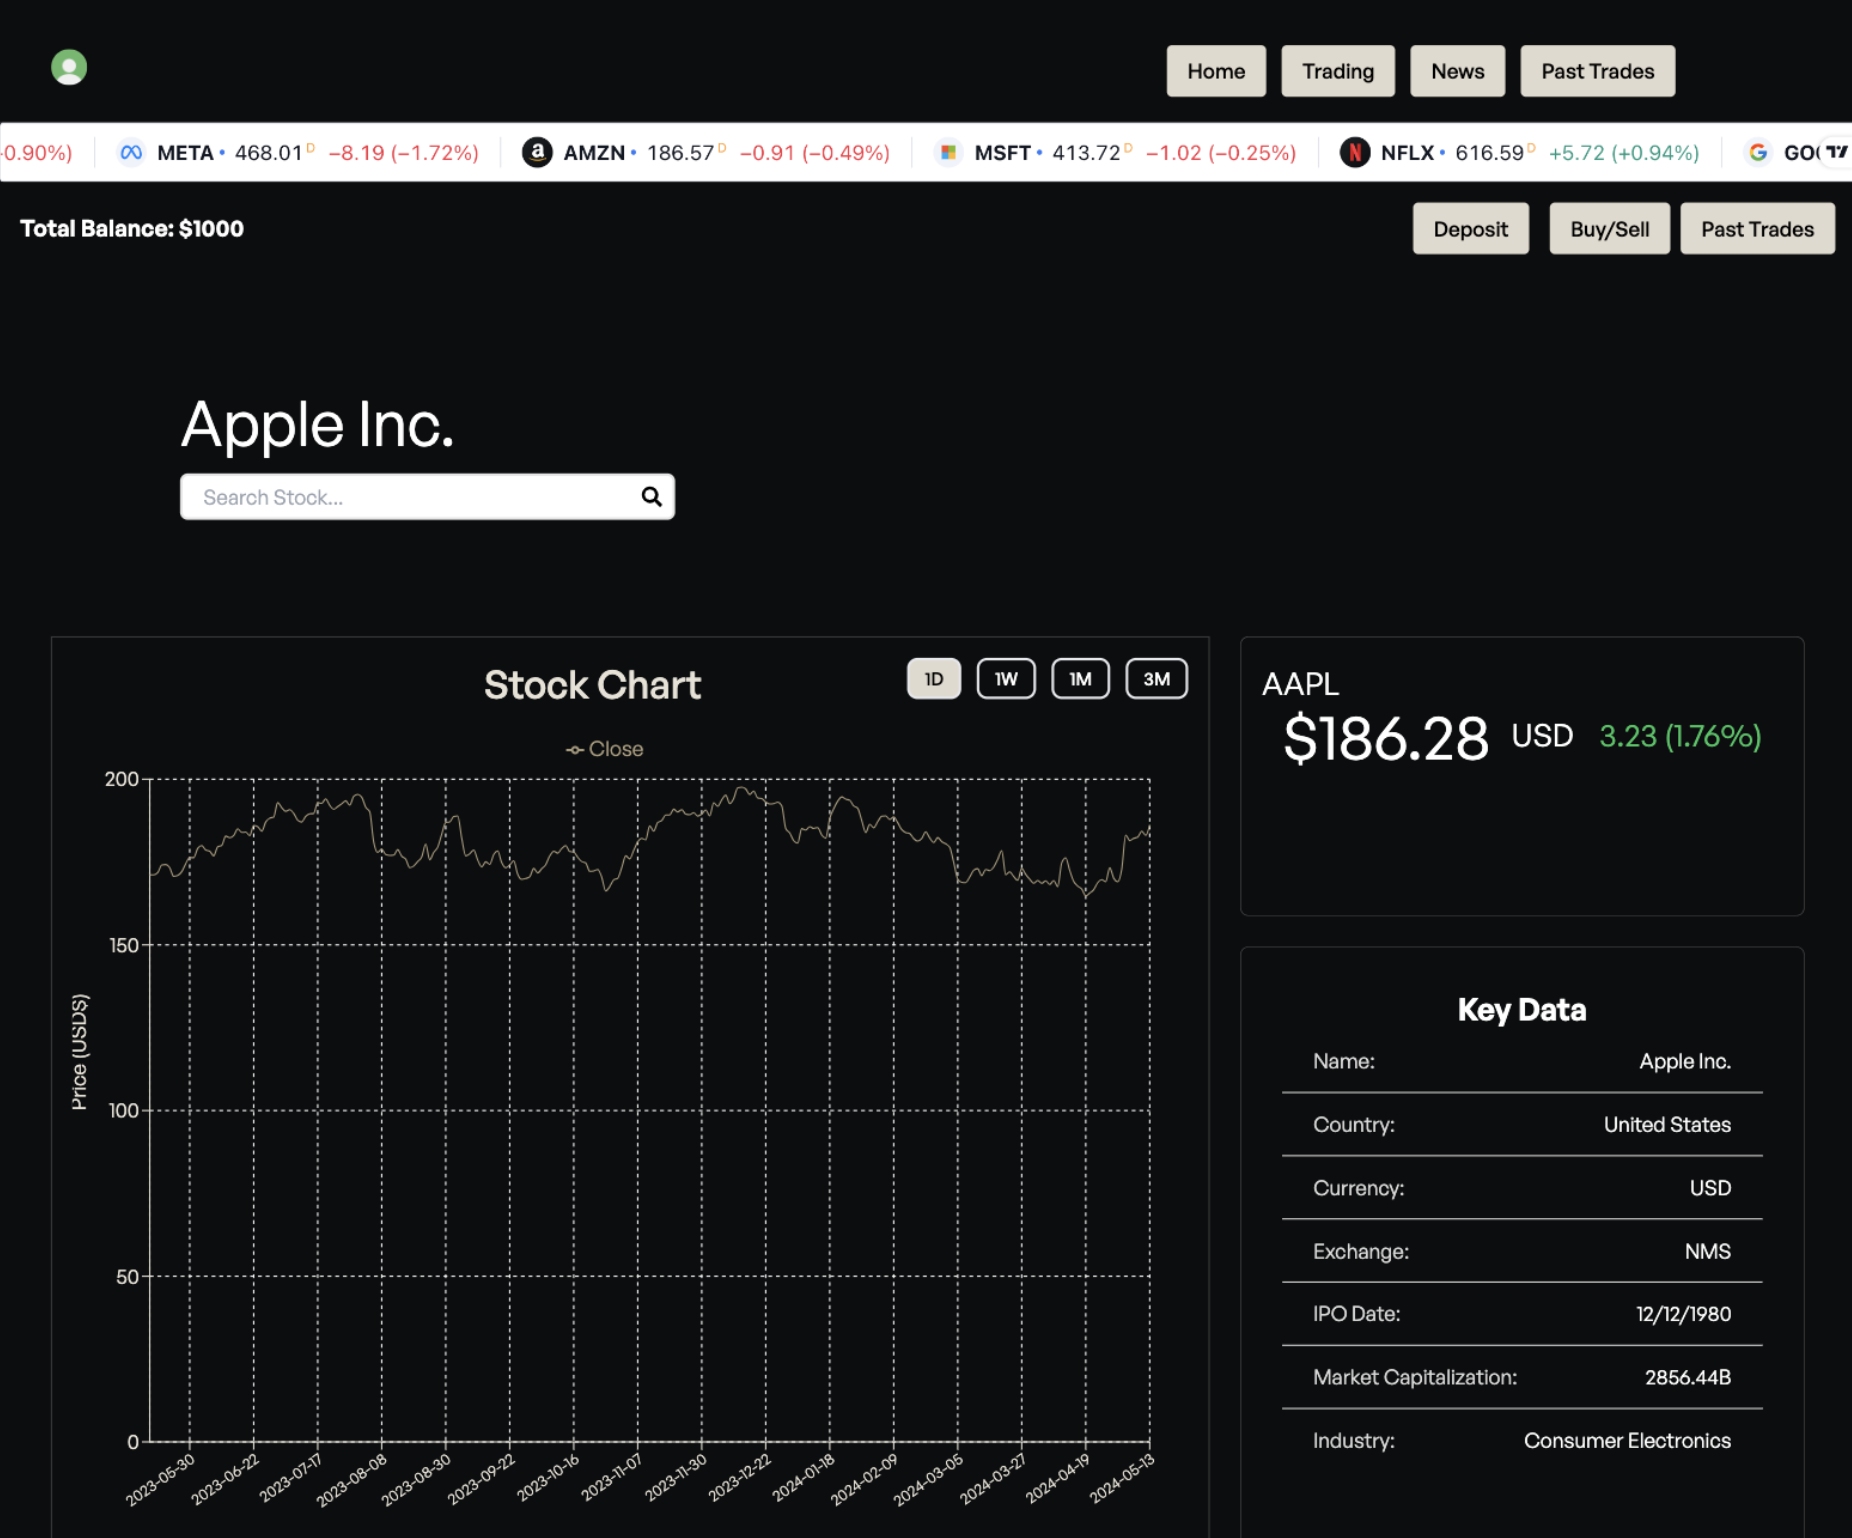 Home Trading News Past Trades
-0.90%) META • 468.01 D −8.19 (−1.72%) AMZN • 186.57 D −0.91 (−0.49%) MSFT • 413.72 D −1.02 (−0.25%) NFLX • 616.59 D +5.72 (+0.94%)
Total Balance: $1000 Deposit Buy/Sell Past Trades
Apple Inc.
Search Stock...
Stock Chart 1D 1W 1M 3M
Close
200
150
100
50
0
Price (USD$)
2023-05-30 2023-06-22 2023-07-17 2023-08-08 2023-08-30 2023-09-22 2023-10-16 2023-11-07 2023-11-30 2023-12-22 2024-01-18 2024-02-09 2024-03-05 2024-03-27 2024-04-19 2024-05-13
AAPL
$186.28 USD 3.23 (1.76%)
Key Data
Name: Apple Inc.
Country: United States
Currency: USD
Exchange: NMS
IPO Date: 12/12/1980
Market Capitalization: 2856.44B
Industry: Consumer Electronics